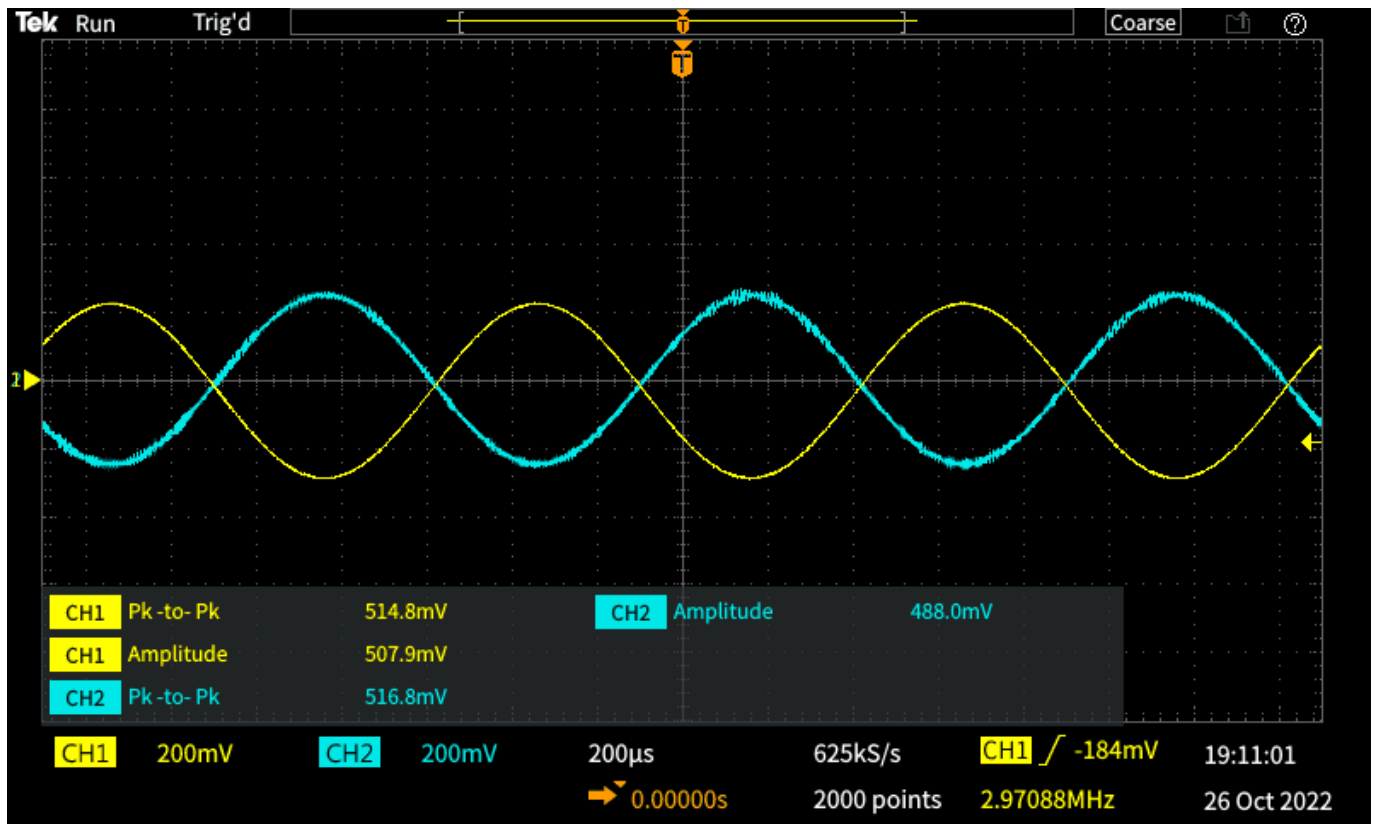 Tek Run Trig'd [ T ] Coarse ?
T
2
CH1 Pk-to-Pk 514.8mV CH2 Amplitude 488.0mV
CH1 Amplitude 507.9mV
CH2 Pk-to-Pk 516.8mV
CH1 200mV CH2 200mV 200µs 625kS/s CH1 -184mV 19:11:01
0.00000s 2000 points 2.97088MHz 26 Oct 2022